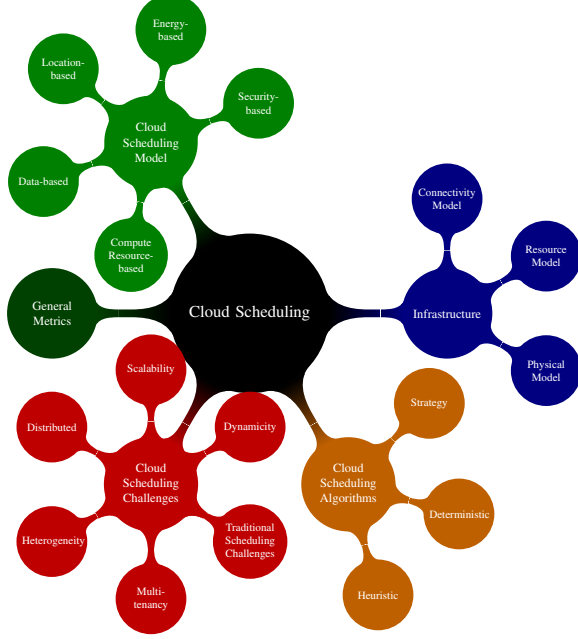 Energy-
based
Location-
based
Security-
based
Cloud
Scheduling
Model
Data-based
Compute
Resource-
based
Connectivity
Model
Resource
Model
General
Metrics
Cloud Scheduling
Infrastructure
Physical
Model
Scalability
Strategy
Distributed
Dynamicity
Cloud
Scheduling
Challenges
Cloud
Scheduling
Algorithms
Deterministic
Heterogeneity
Traditional
Scheduling
Challenges
Multi-
tenancy
Heuristic